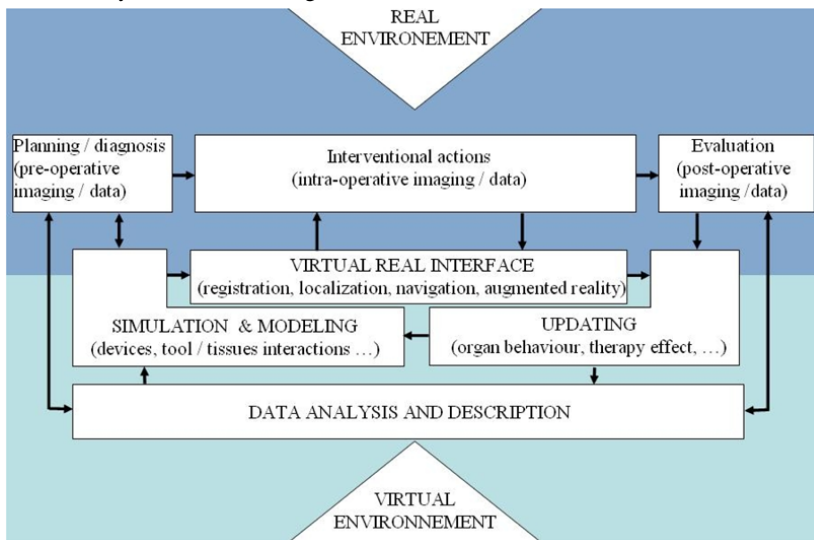 REAL
ENVIRONEMENT
Planning / diagnosis
(pre-operative
imaging / data)
Interventional actions
(intra-operative imaging / data)
Evaluation
(post-operative
imaging /data)
VIRTUAL REAL INTERFACE
(registration, localization, navigation, augmented reality)
SIMULATION & MODELING
(devices, tool / tissues interactions …)
UPDATING
(organ behaviour, therapy effect, …)
DATA ANALYSIS AND DESCRIPTION
VIRTUAL
ENVIRONNEMENT